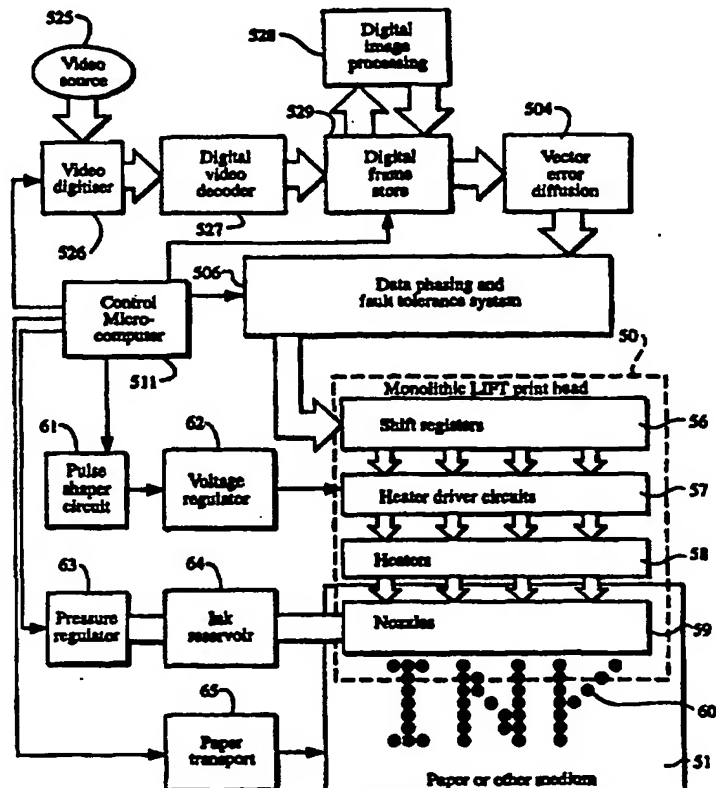 525
Video
source
528
Digital
image
processing
529
504
Video
digitiser
526
Digital
video
decoder
527
Digital
frame
store
Vector
error
diffusion
506
Data phasing and
fault tolerance system
Control
Micro-
computer
511
50
Monolithic LIFT print head
Shift registers
56
61
Pulse
shaper
circuit
62
Voltage
regulator
Heater driver circuits
57
Heaters
58
63
Pressure
regulator
64
Ink
reservoir
Nozzles
59
INK
60
65
Paper
transport
51
Paper or other medium